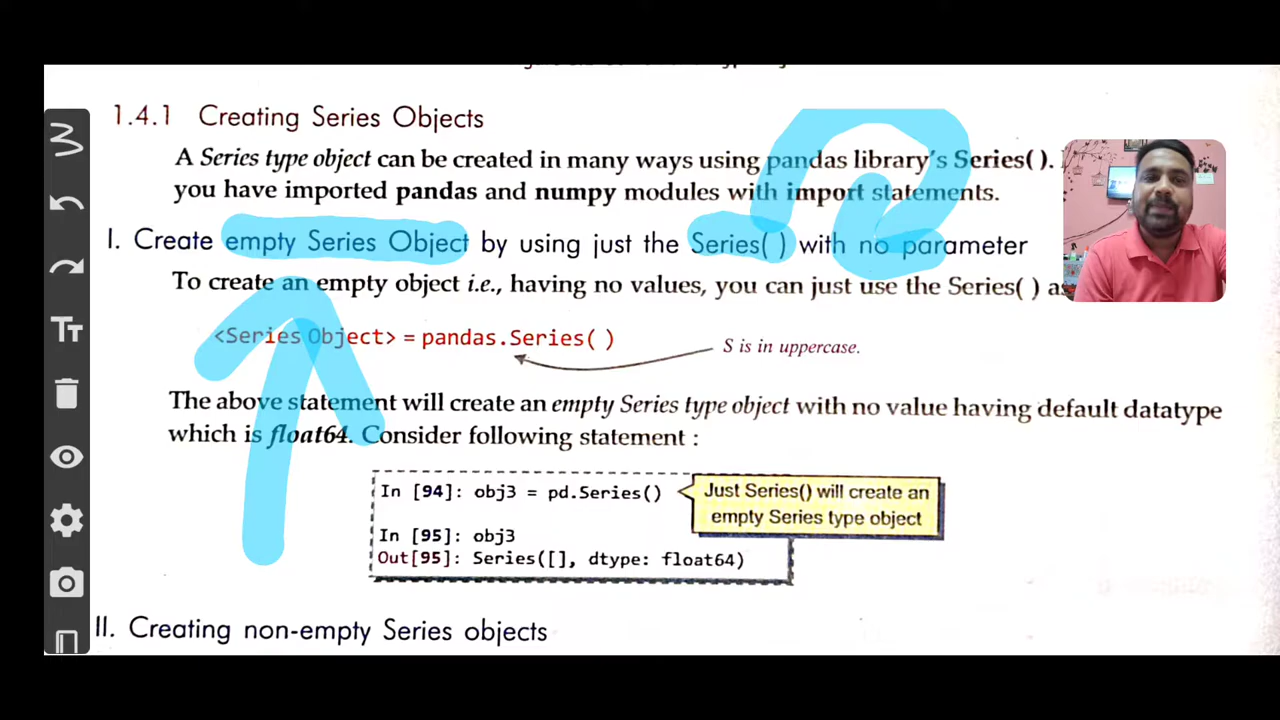 1.4.1 Creating Series Objects
A Series type object can be created in many ways using pandas library's Series( ).
you have imported pandas and numpy modules with import statements.
I. Create empty Series Object by using just the Series( ) with no parameter
To create an empty object i.e., having no values, you can just use the Series( )
<Series Object> = pandas.Series( )
S is in uppercase.
The above statement will create an empty Series type object with no value having default datatype
which is float64. Consider following statement :
In [94]: obj3 = pd.Series()
Just Series() will create an
empty Series type object
In [95]: obj3
Out[95]: Series([], dtype: float64)
II. Creating non-empty Series objects